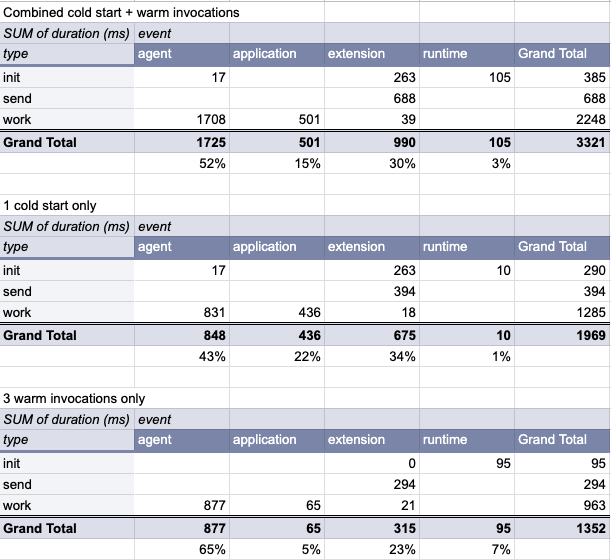 Combined cold start + warm invocations
SUM of duration (ms) event
type agent application extension runtime Grand Total
init 17 263 105 385
send 688 688
work 1708 501 39 2248
Grand Total 1725 501 990 105 3321
52% 15% 30% 3%
1 cold start only
SUM of duration (ms) event
type agent application extension runtime Grand Total
init 17 263 10 290
send 394 394
work 831 436 18 1285
Grand Total 848 436 675 10 1969
43% 22% 34% 1%
3 warm invocations only
SUM of duration (ms) event
type agent application extension runtime Grand Total
init 0 95 95
send 294 294
work 877 65 21 963
Grand Total 877 65 315 95 1352
65% 5% 23% 7%